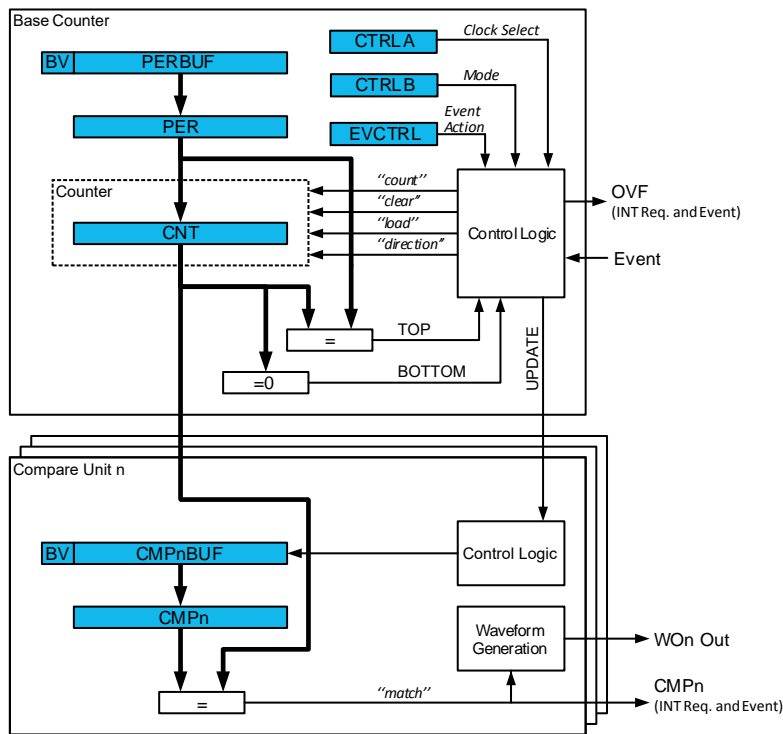 Base Counter
BV PERBUF
PER
CTRLA
Clock Select
CTRLB
Mode
EVCTRL
Event
Action
Counter
CNT
"count"
"clear"
"load"
"direction"
Control Logic
OVF
(INT Req. and Event)
Event
=
TOP
=0
BOTTOM
UPDATE
Compare Unit n
BV CMPnBUF
CMPn
Control Logic
Waveform
Generation
WOn Out
=
"match"
CMPn
(INT Req. and Event)